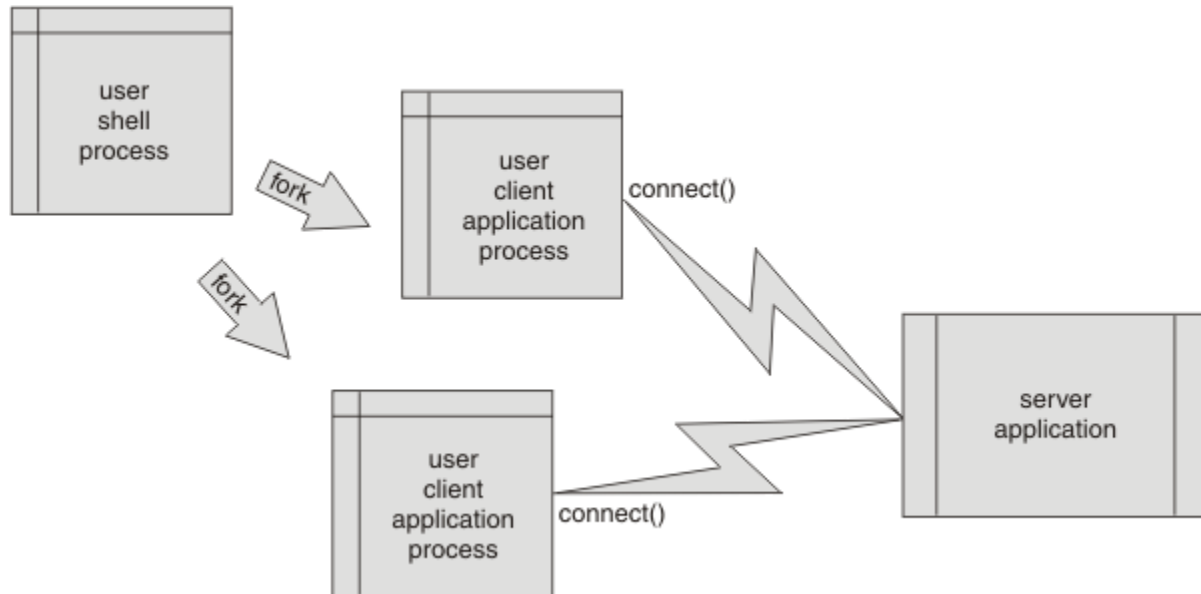 user
shell
process
fork
user
client
application
process
connect()
fork
server
application
user
client
application
process
connect()